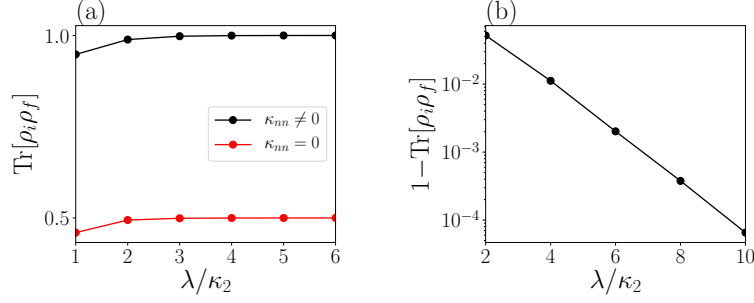 (a)
1.0
0.5
Tr[ρ_iρ_f]
κ_nn ≠ 0
κ_nn = 0
1 2 3 4 5 6
λ/κ_2
(b)
10^−2
10^−3
10^−4
1−Tr[ρ_iρ_f]
2 4 6 8 10
λ/κ_2